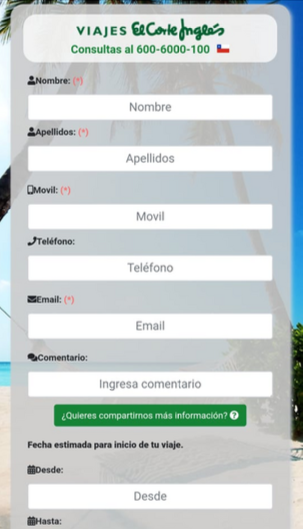 VIAJES El Corte Inglés
Consultas al 600-6000-100
Nombre: (*)
Nombre
Apellidos: (*)
Apellidos
Movil: (*)
Movil
Teléfono:
Teléfono
Email: (*)
Email
Comentario:
Ingresa comentario
¿Quieres compartirnos más información?
Fecha estimada para inicio de tu viaje.
Desde:
Desde
Hasta: